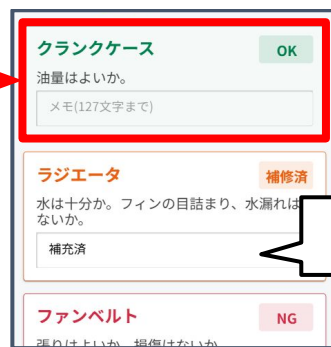 クランクケース
OK
油量はよいか。
メモ(127文字まで)
ラジエータ
補修済
水は十分か。フィンの目詰まり、水漏れは
ないか。
補充済
ファンベルト
NG
張りはよいか、損傷はないか